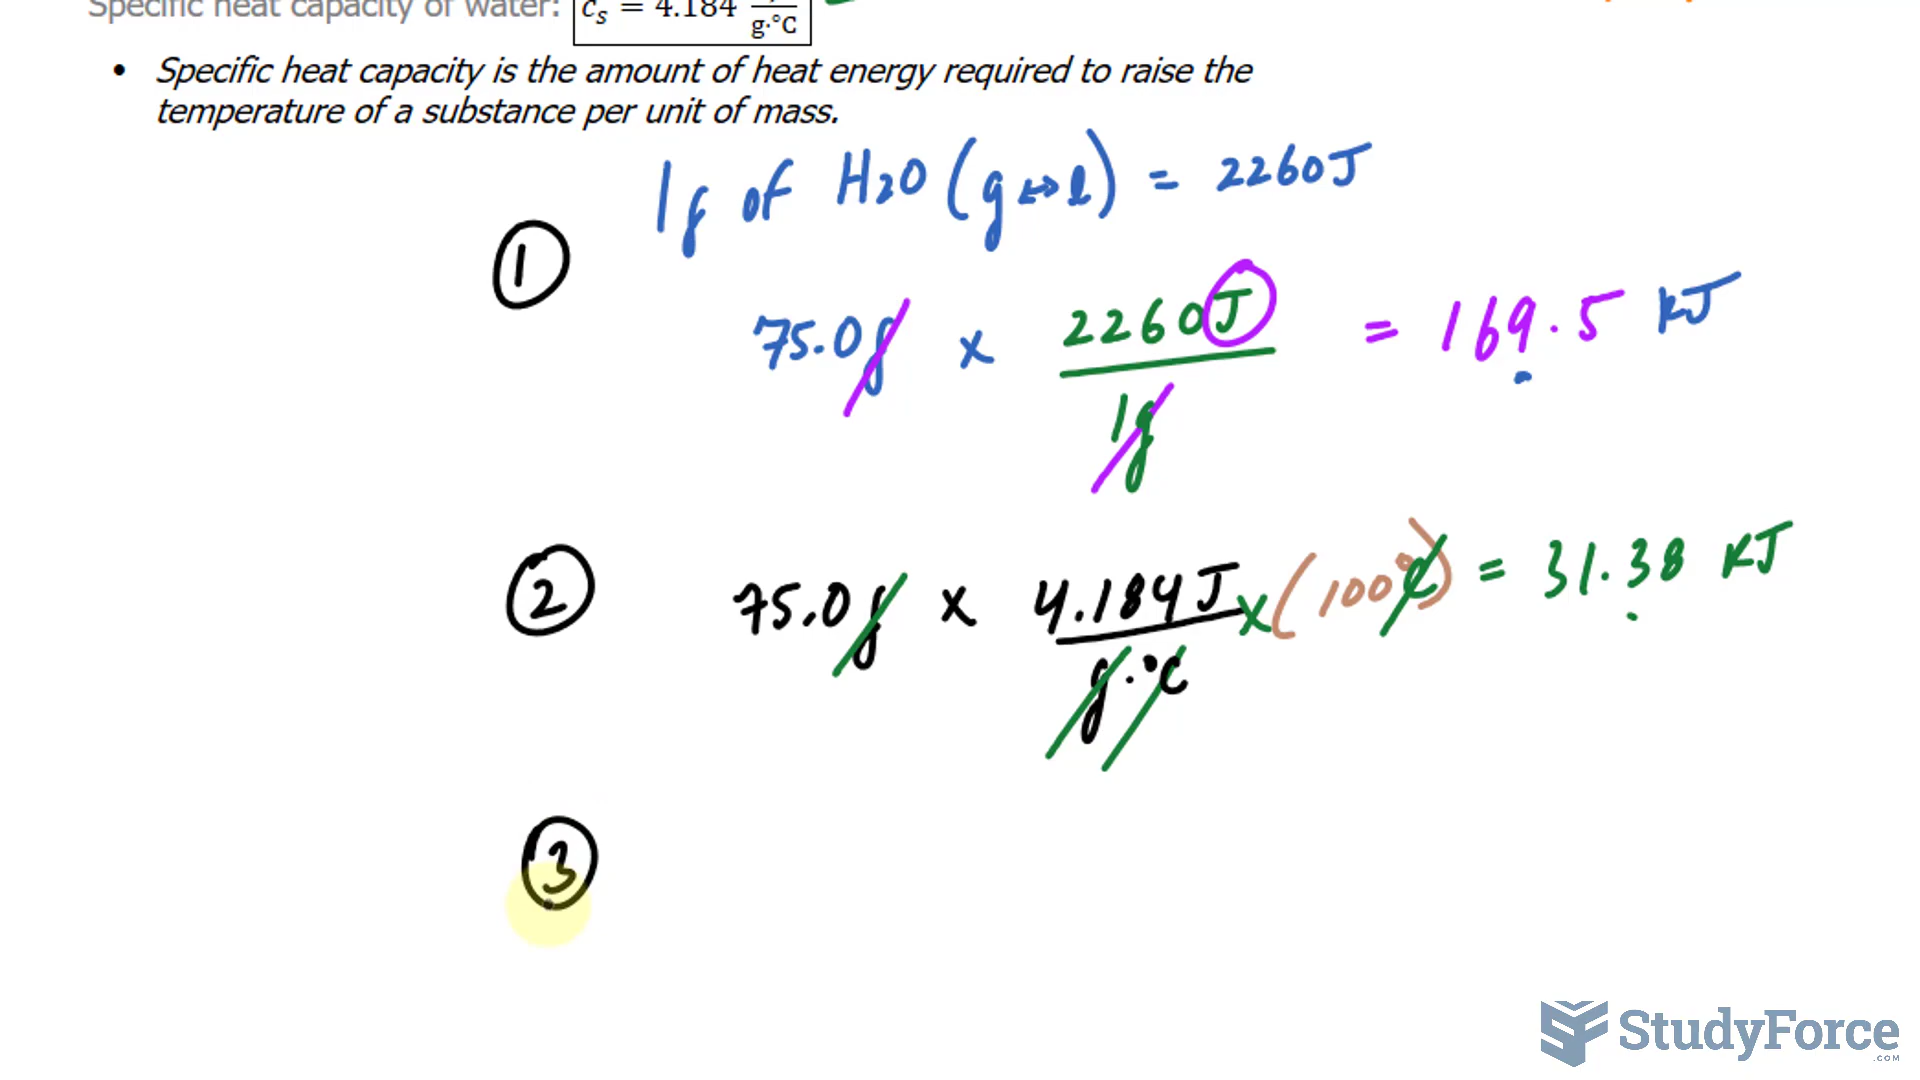 Specific heat capacity of water: cₛ = 4.184 /g·°C
• Specific heat capacity is the amount of heat energy required to raise the
temperature of a substance per unit of mass.
1g of H2O (g↔l) = 2260J
① 75.0g x 2260J/1g = 169.5 kJ
② 75.0g x 4.184J/g·°C x (100°C) = 31.38 kJ
③
StudyForce
.COM